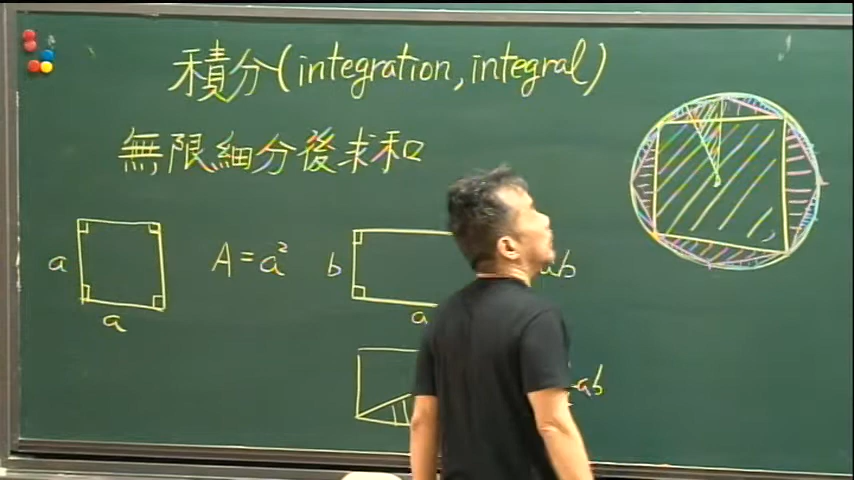 積分(integration, integral)
無限細分後求和
a
a
A = a²
b
a
ab
ab